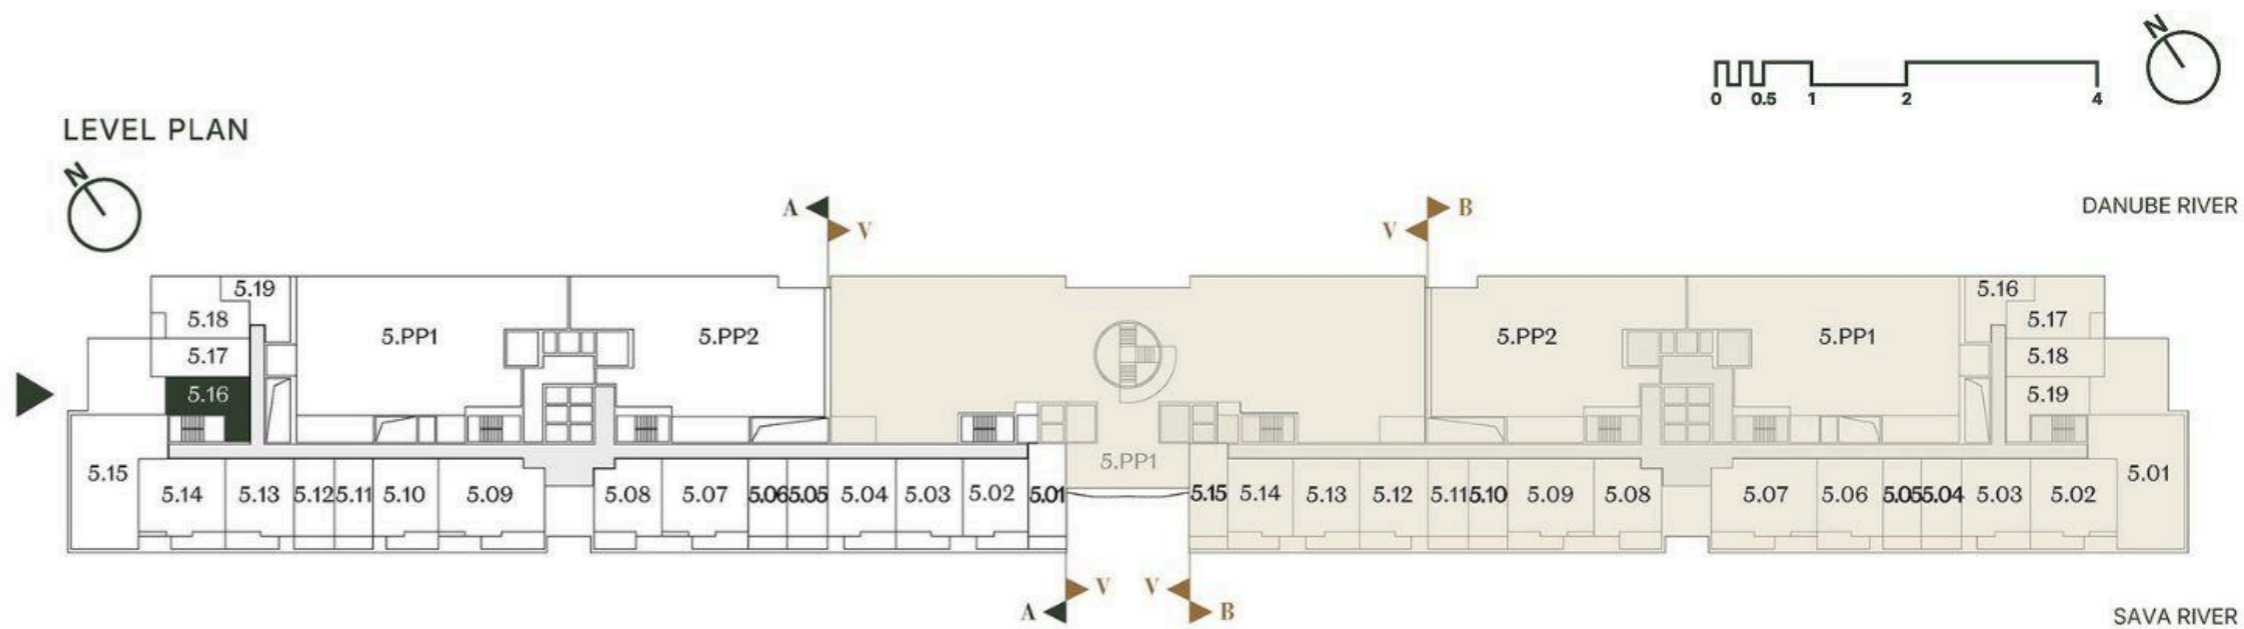 N
0 0.5 1 2 4
LEVEL PLAN
N
DANUBE RIVER
A B
V V
5.19 5.16
5.18 5.17
5.PP1 5.PP2 5.PP2 5.PP1
5.17 5.18
5.16 5.19
5.PP1
5.15 5.01
5.14 5.13 5.12 5.11 5.10 5.09 5.08 5.07 5.06 5.05 5.04 5.03 5.02 5.01 5.15 5.14 5.13 5.12 5.11 5.10 5.09 5.08 5.07 5.06 5.05 5.04 5.03 5.02
V V
A B
SAVA RIVER